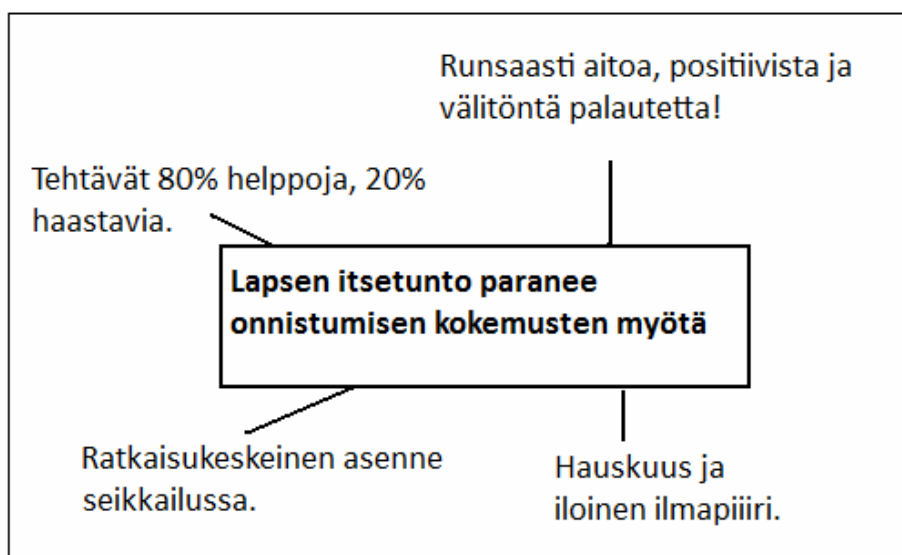 Runsaasti aitoa, positiivista ja
välitöntä palautetta!
Tehtävät 80% helppoja, 20%
haastavia.
Lapsen itsetunto paranee
onnistumisen kokemusten myötä
Ratkaisukeskeinen asenne
seikkailussa.
Hauskuus ja
iloinen ilmapiiiri.